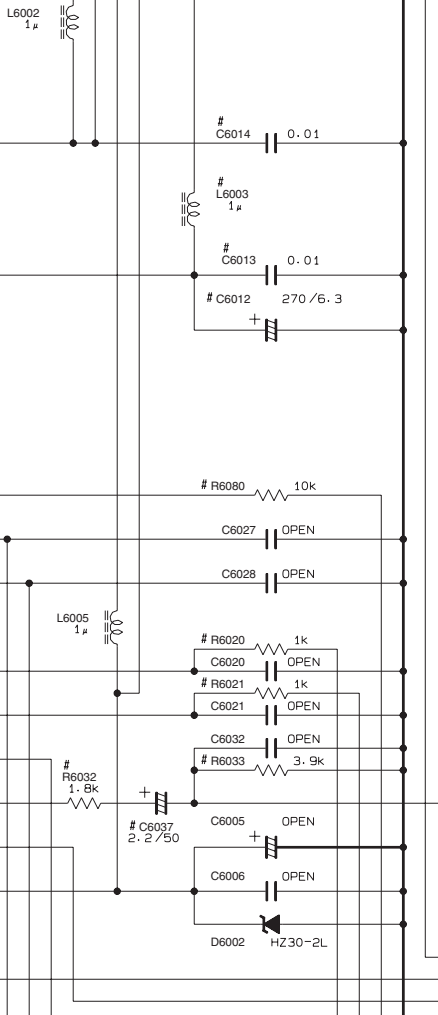 L6002
1μ
#
C6014 0.01
#
L6003
1μ
#
C6013 0.01
# C6012 270/6.3
+
# R6080 10k
C6027 OPEN
C6028 OPEN
L6005
1μ
# R6020 1k
C6020 OPEN
# R6021 1k
C6021 OPEN
C6032 OPEN
# R6033 3.9k
#
R6032
1.8k
+
# C6037
2.2/50
C6005 OPEN
+
C6006 OPEN
D6002 HZ30-2L